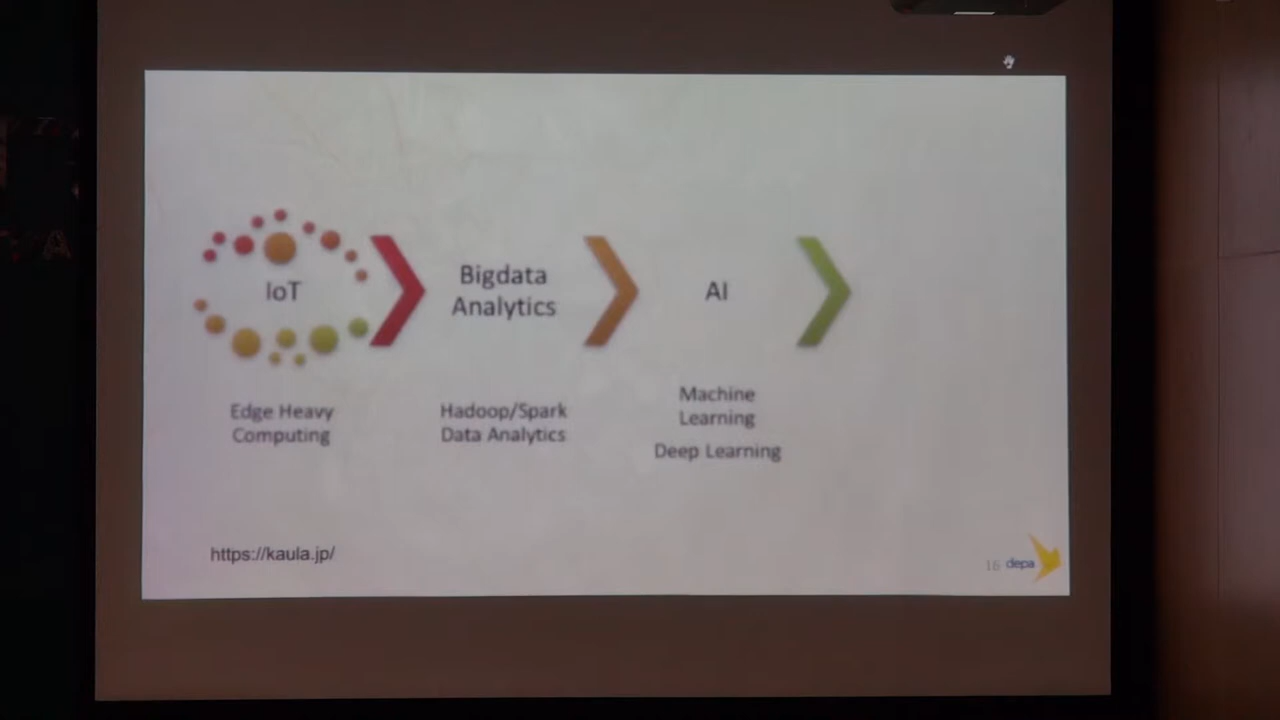 IoT
Bigdata
Analytics
AI
Edge Heavy
Computing
Hadoop/Spark
Data Analytics
Machine
Learning
Deep Learning
https://kaula.jp/
16 depa